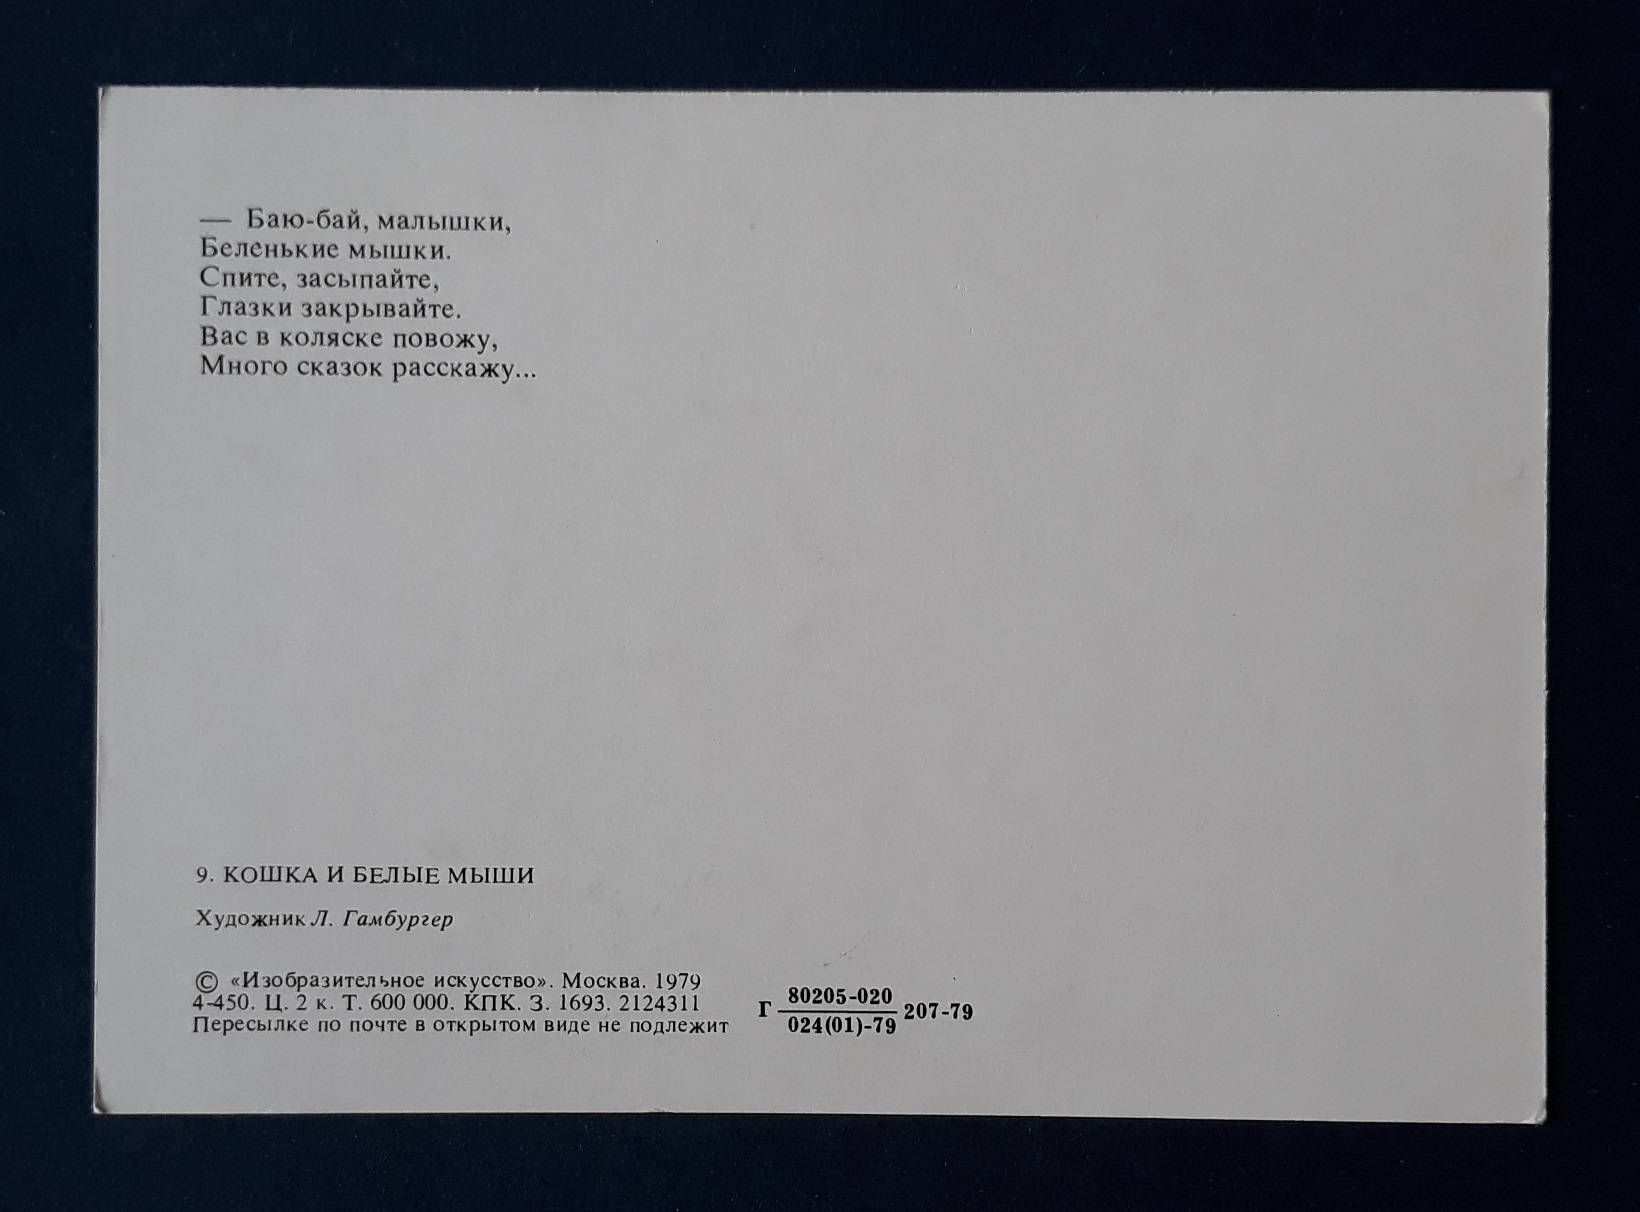 — Баю-бай, малышки,
Беленькие мышки.
Спите, засыпайте,
Глазки закрывайте.
Вас в коляске повожу,
Много сказок расскажу...
9. КОШКА И БЕЛЫЕ МЫШИ
Художник Л. Гамбургер
© «Изобразительное искусство». Москва. 1979
4-450. Ц. 2 к. Т. 600 000. КПК. З. 1693. 2124311
Пересылке по почте в открытом виде не подлежит
Г 80205-020
024(01)-79 207-79